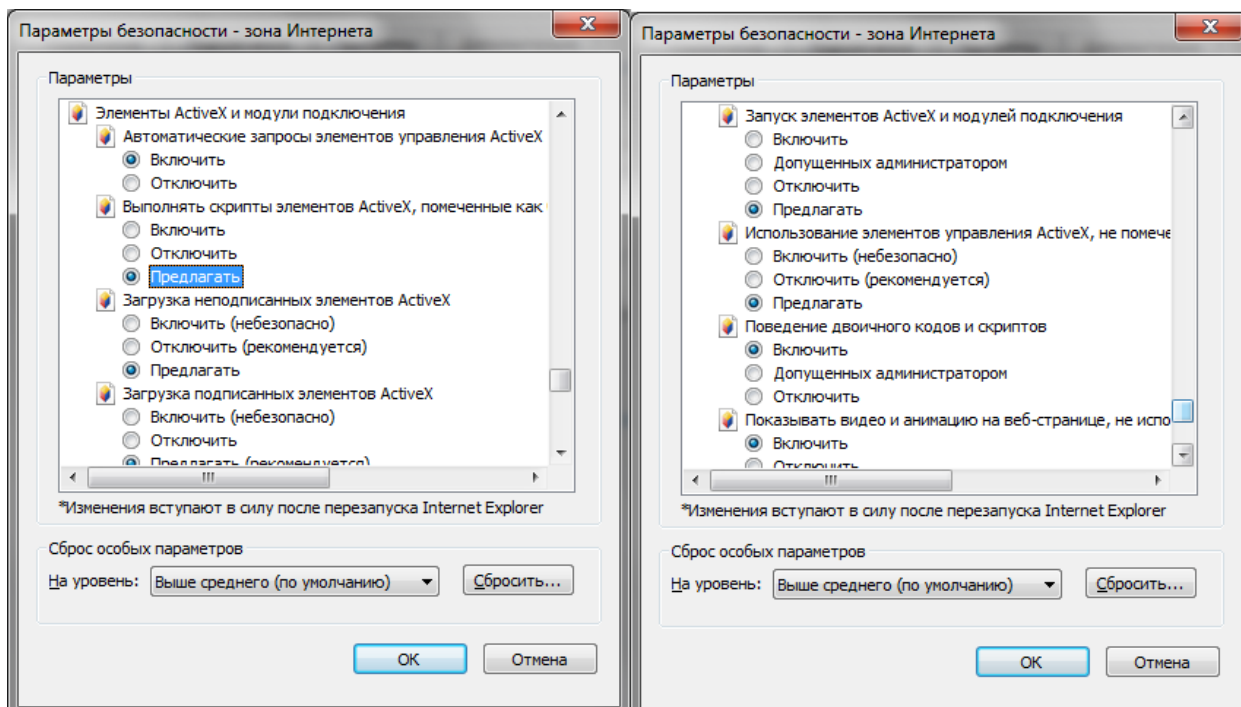 Параметры безопасности - зона Интернета
Параметры
Элементы ActiveX и модули подключения
Автоматические запросы элементов управления ActiveX
Включить
Отключить
Выполнять скрипты элементов ActiveX, помеченные как
Включить
Отключить
Предлагать
Загрузка неподписанных элементов ActiveX
Включить (небезопасно)
Отключить (рекомендуется)
Предлагать
Загрузка подписанных элементов ActiveX
Включить (небезопасно)
Отключить
Предлагать (рекомендуется)
*Изменения вступают в силу после перезапуска Internet Explorer
Сброс особых параметров
На уровень: Выше среднего (по умолчанию) Сбросить...
ОК Отмена
Параметры безопасности - зона Интернета
Параметры
Запуск элементов ActiveX и модулей подключения
Включить
Допущенных администратором
Отключить
Предлагать
Использование элементов управления ActiveX, не помече
Включить (небезопасно)
Отключить (рекомендуется)
Предлагать
Поведение двоичного кодов и скриптов
Включить
Допущенных администратором
Отключить
Показывать видео и анимацию на веб-странице, не испо
Включить
Отключить
*Изменения вступают в силу после перезапуска Internet Explorer
Сброс особых параметров
На уровень: Выше среднего (по умолчанию) Сбросить...
ОК Отмена